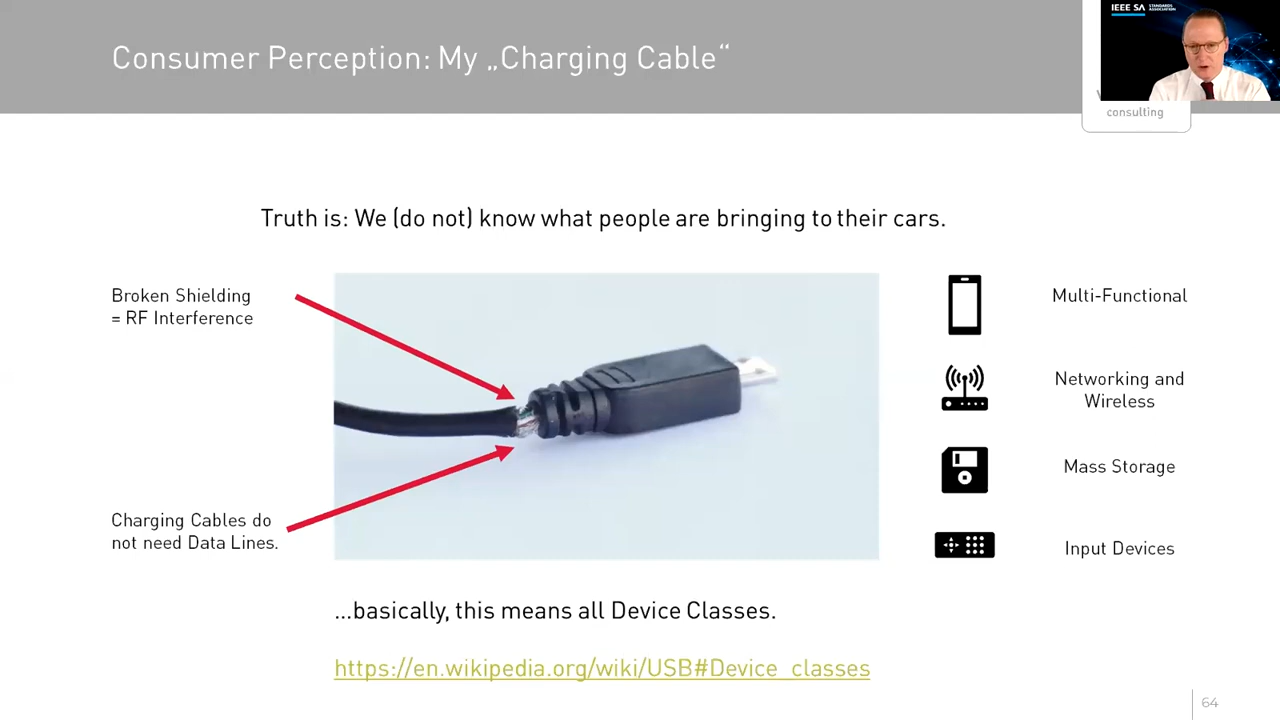 IEEE SA STANDARDS ASSOCIATION
Consumer Perception: My „Charging Cable“
consulting
Truth is: We (do not) know what people are bringing to their cars.
Broken Shielding
= RF Interference
Multi-Functional
Networking and
Wireless
Mass Storage
Charging Cables do
not need Data Lines.
Input Devices
...basically, this means all Device Classes.
https://en.wikipedia.org/wiki/USB#Device_classes
64